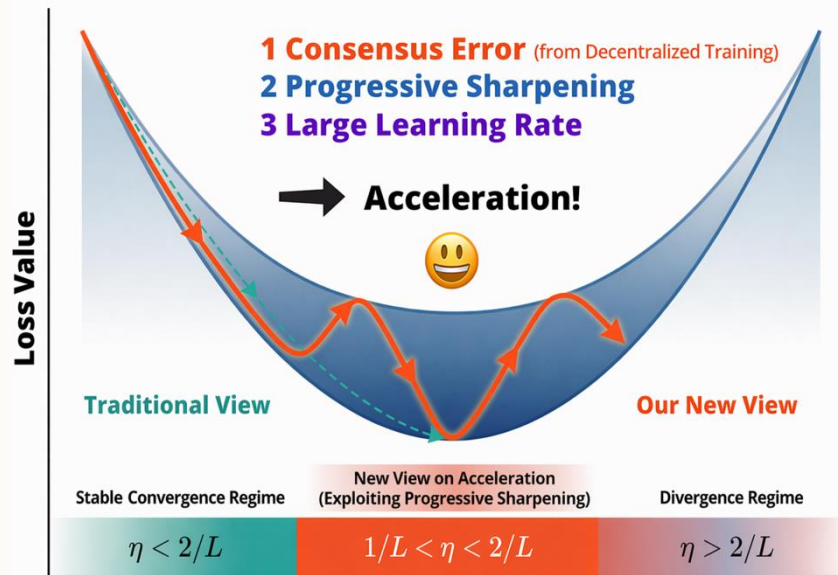 1 Consensus Error (from Decentralized Training)
2 Progressive Sharpening
3 Large Learning Rate
Acceleration!
Loss Value
Traditional View
Our New View
Stable Convergence Regime
New View on Acceleration
(Exploiting Progressive Sharpening)
Divergence Regime
η < 2/L
1/L < η < 2/L
η > 2/L